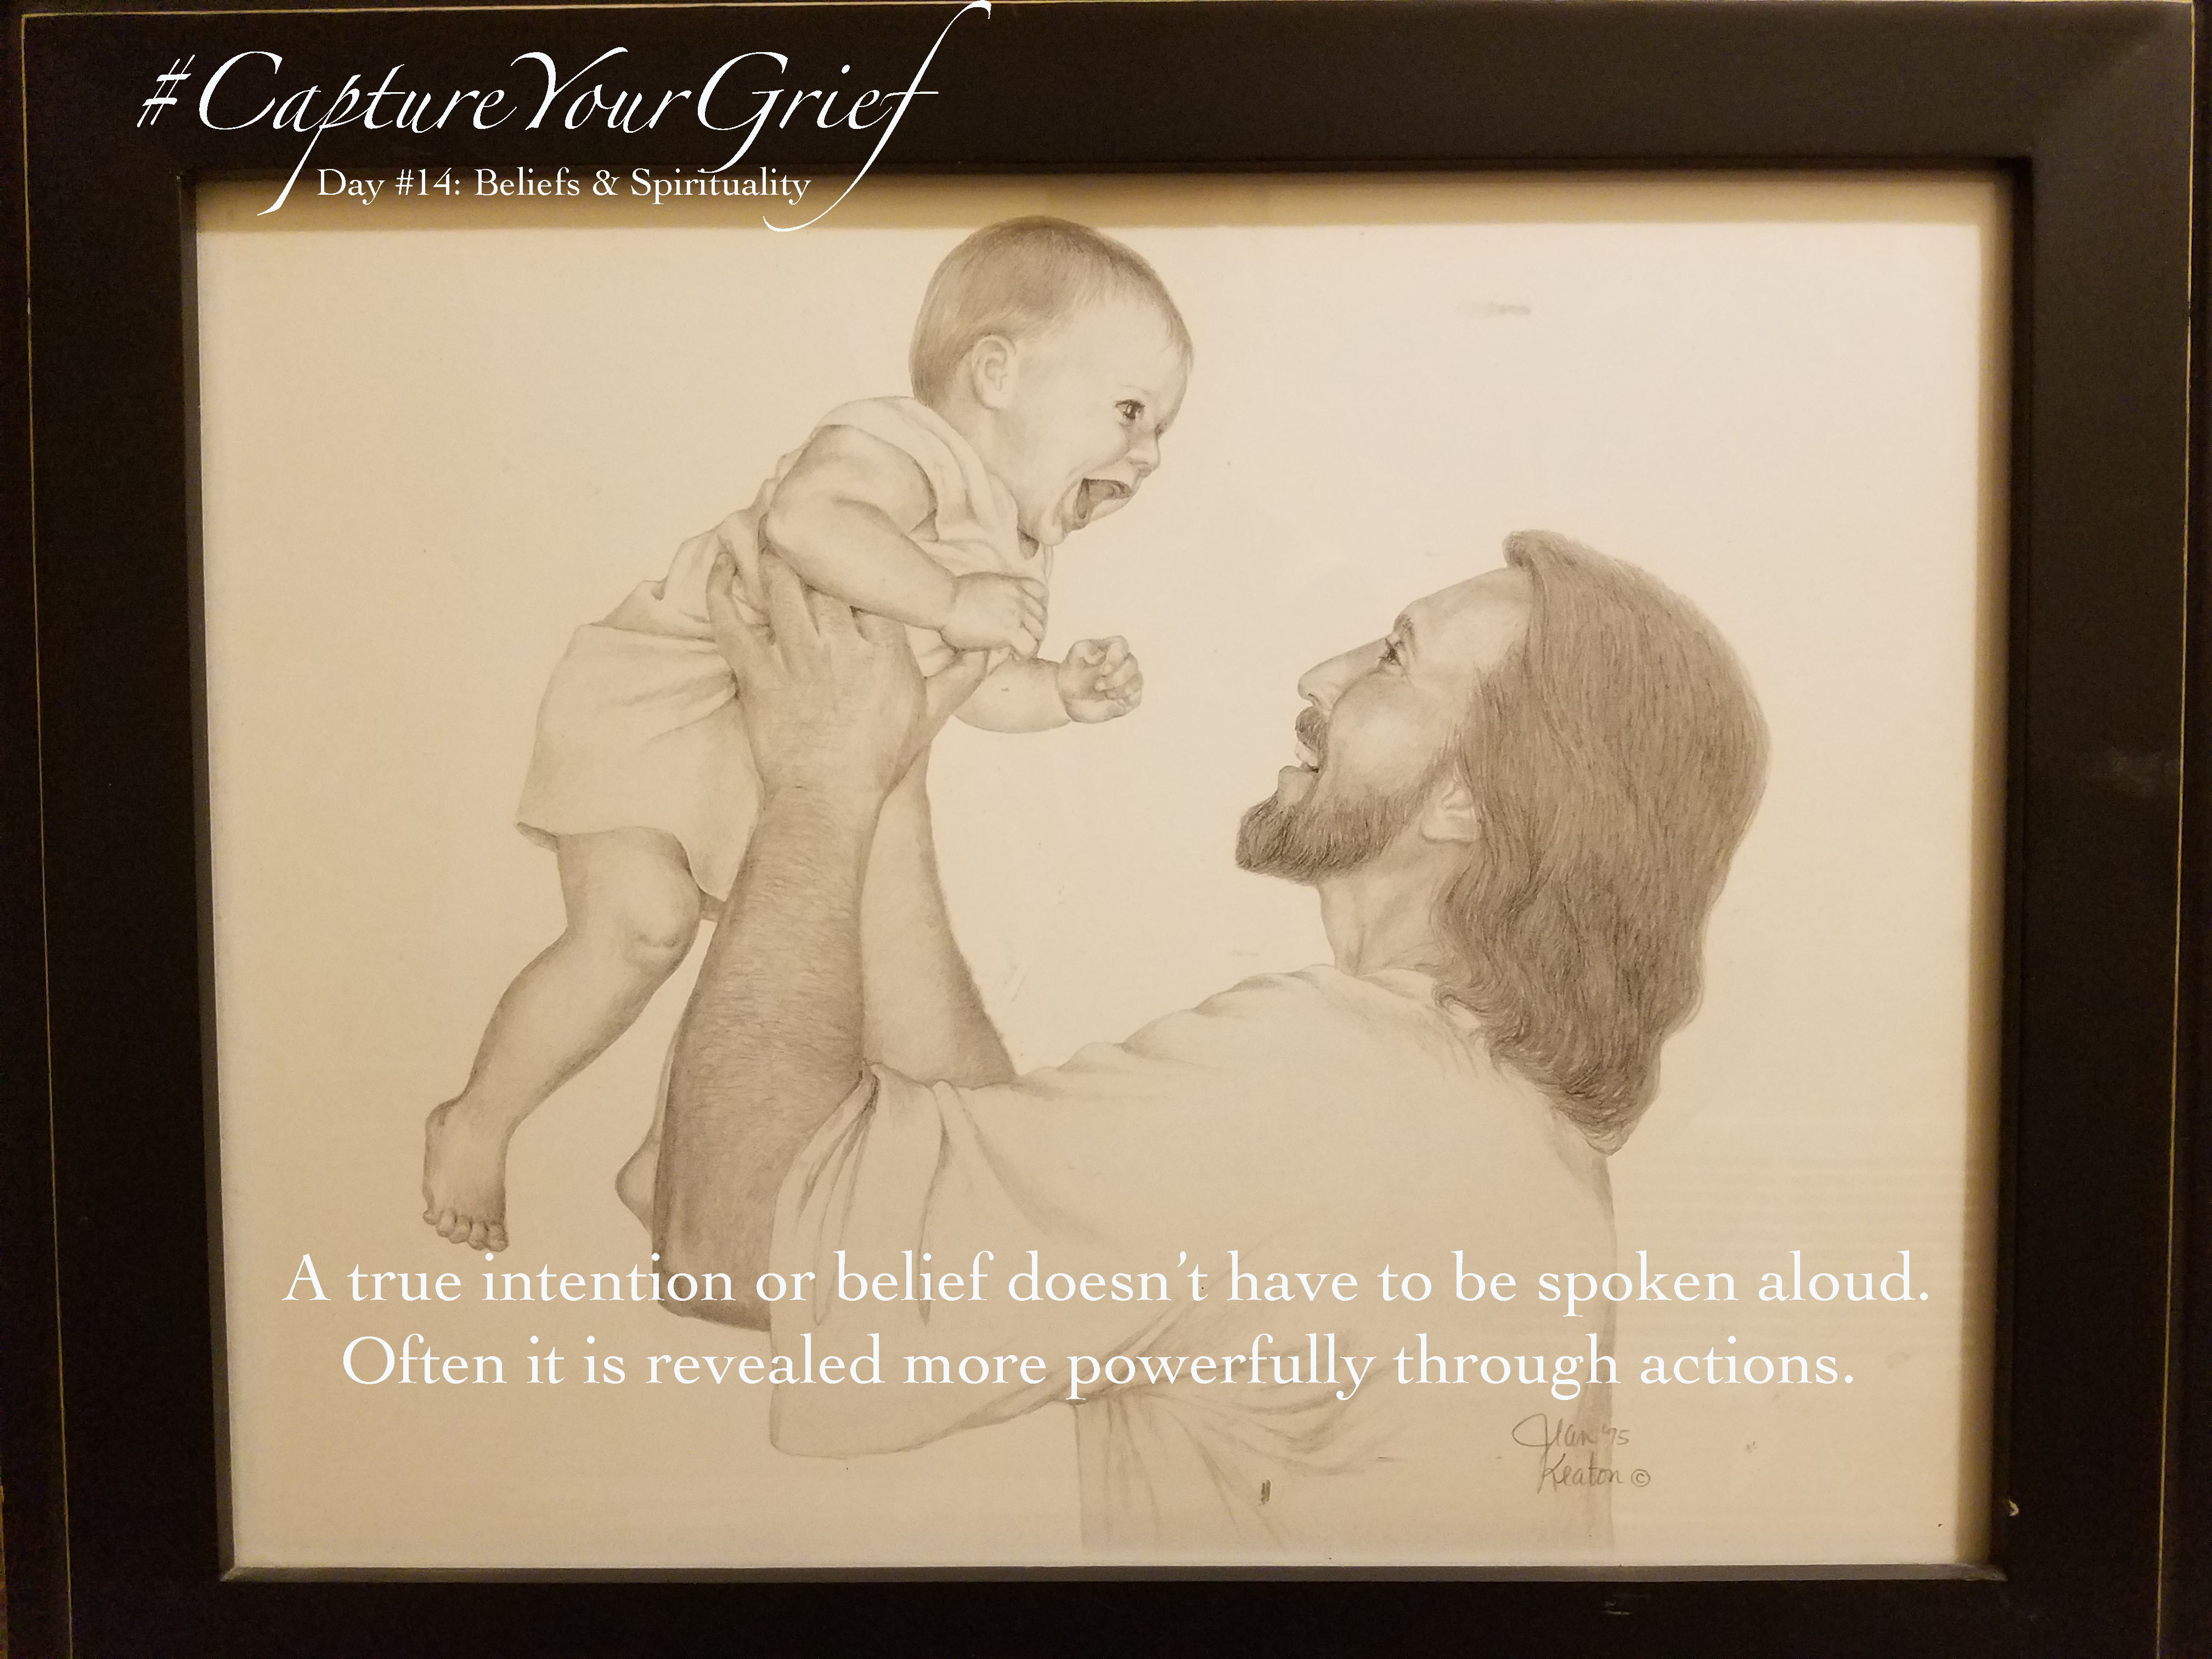 #CaptureYourGrief
Day #14: Beliefs & Spirituality
A true intention or belief doesn't have to be spoken aloud.
Often it is revealed more powerfully through actions.
Jean '95
Keaton ©